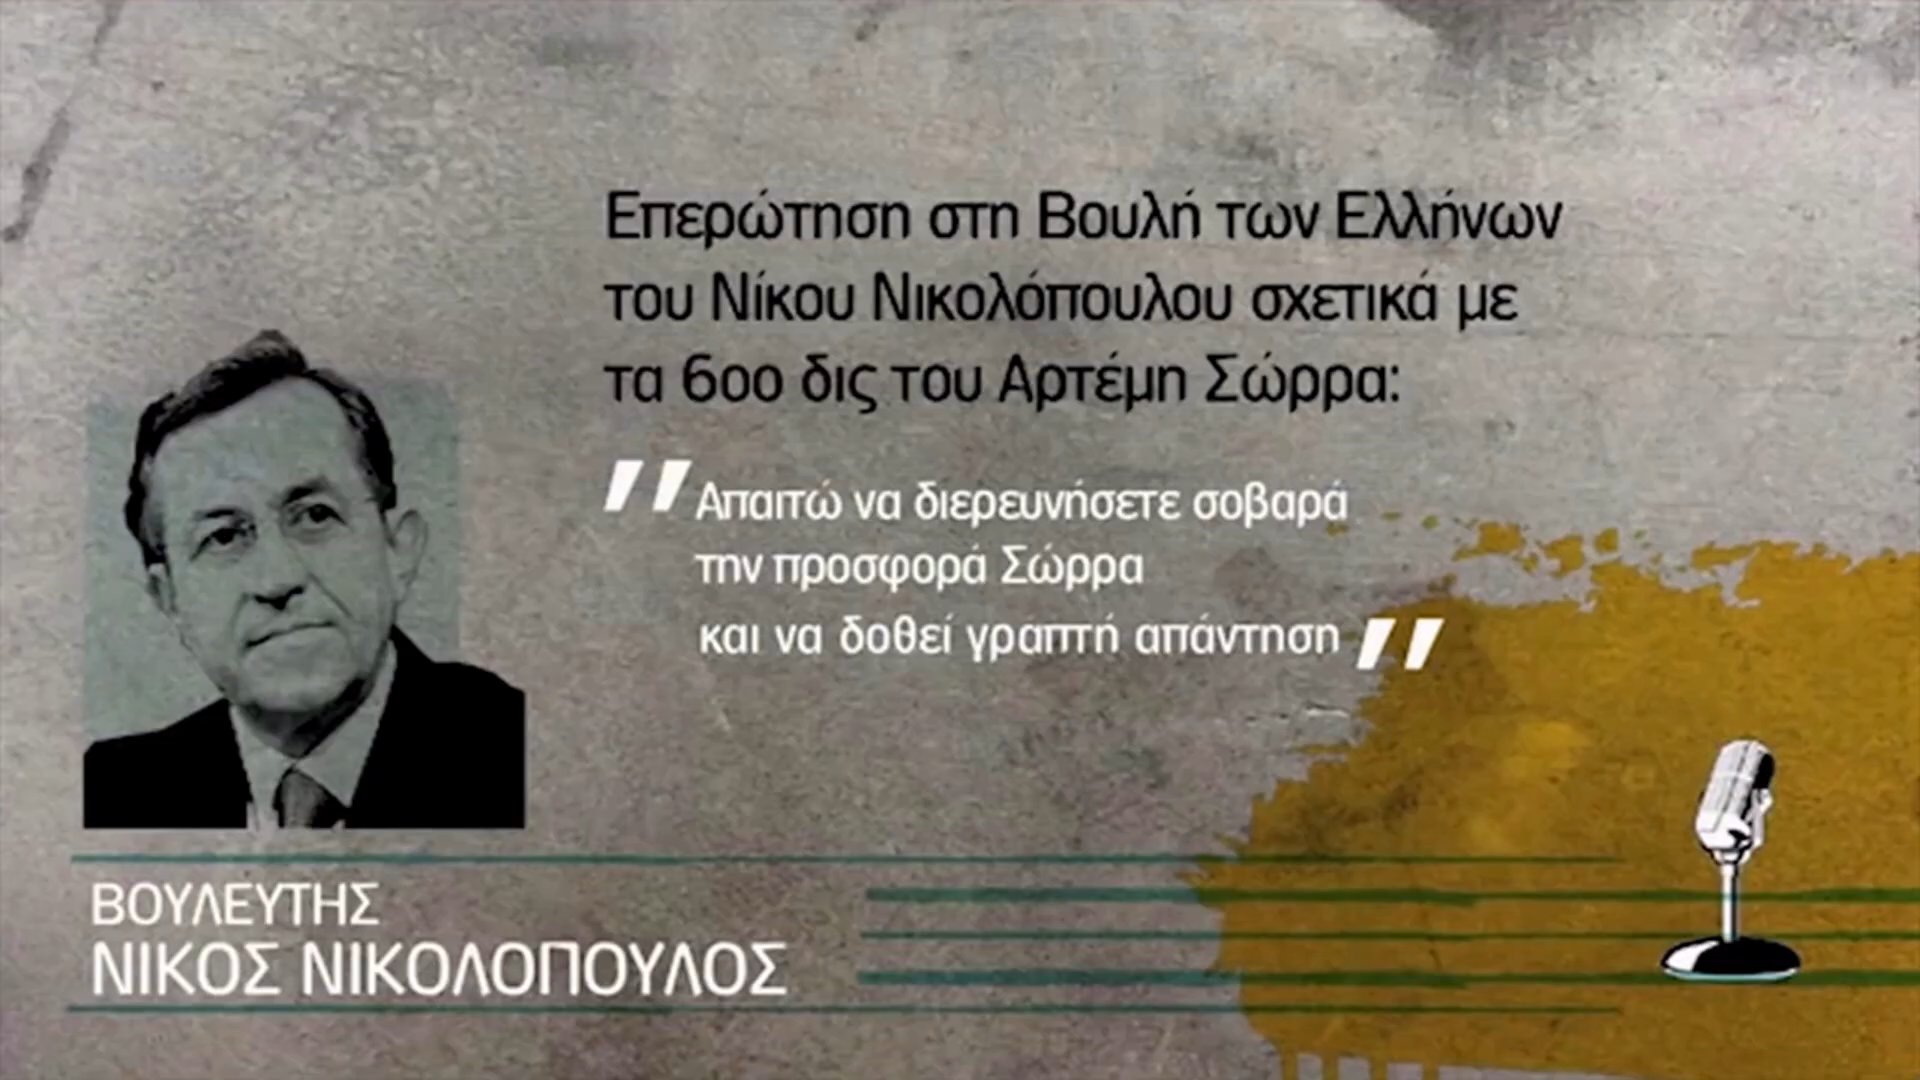 Επερώτηση στη Βουλή των Ελλήνων
του Νίκου Νικολόπουλου σχετικά με
τα 600 δις του Αρτέμη Σώρρα:
"Απαιτώ να διερευνήσετε σοβαρά
την προσφορά Σώρρα
και να δοθεί γραπτή απάντηση"
ΒΟΥΛΕΥΤΗΣ
ΝΙΚΟΣ ΝΙΚΟΛΟΠΟΥΛΟΣ